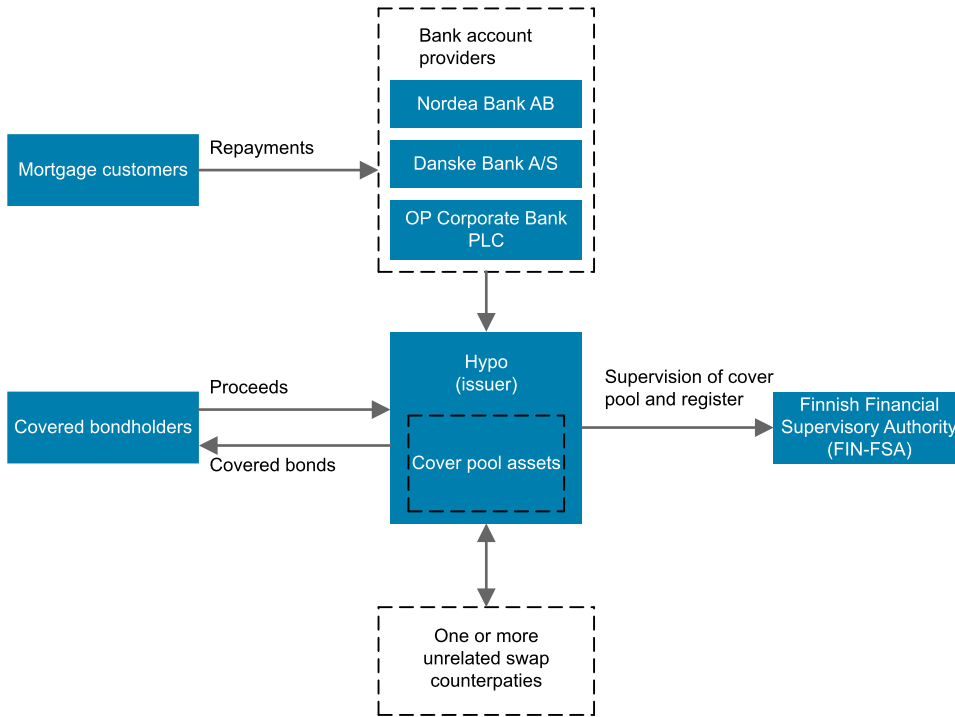 Bank account
providers
Nordea Bank AB
Danske Bank A/S
OP Corporate Bank
PLC
Mortgage customers
Repayments
Hypo
(issuer)
Cover pool assets
Covered bondholders
Proceeds
Covered bonds
Supervision of cover
pool and register
Finnish Financial
Supervisory Authority
(FIN-FSA)
One or more
unrelated swap
counterpaties